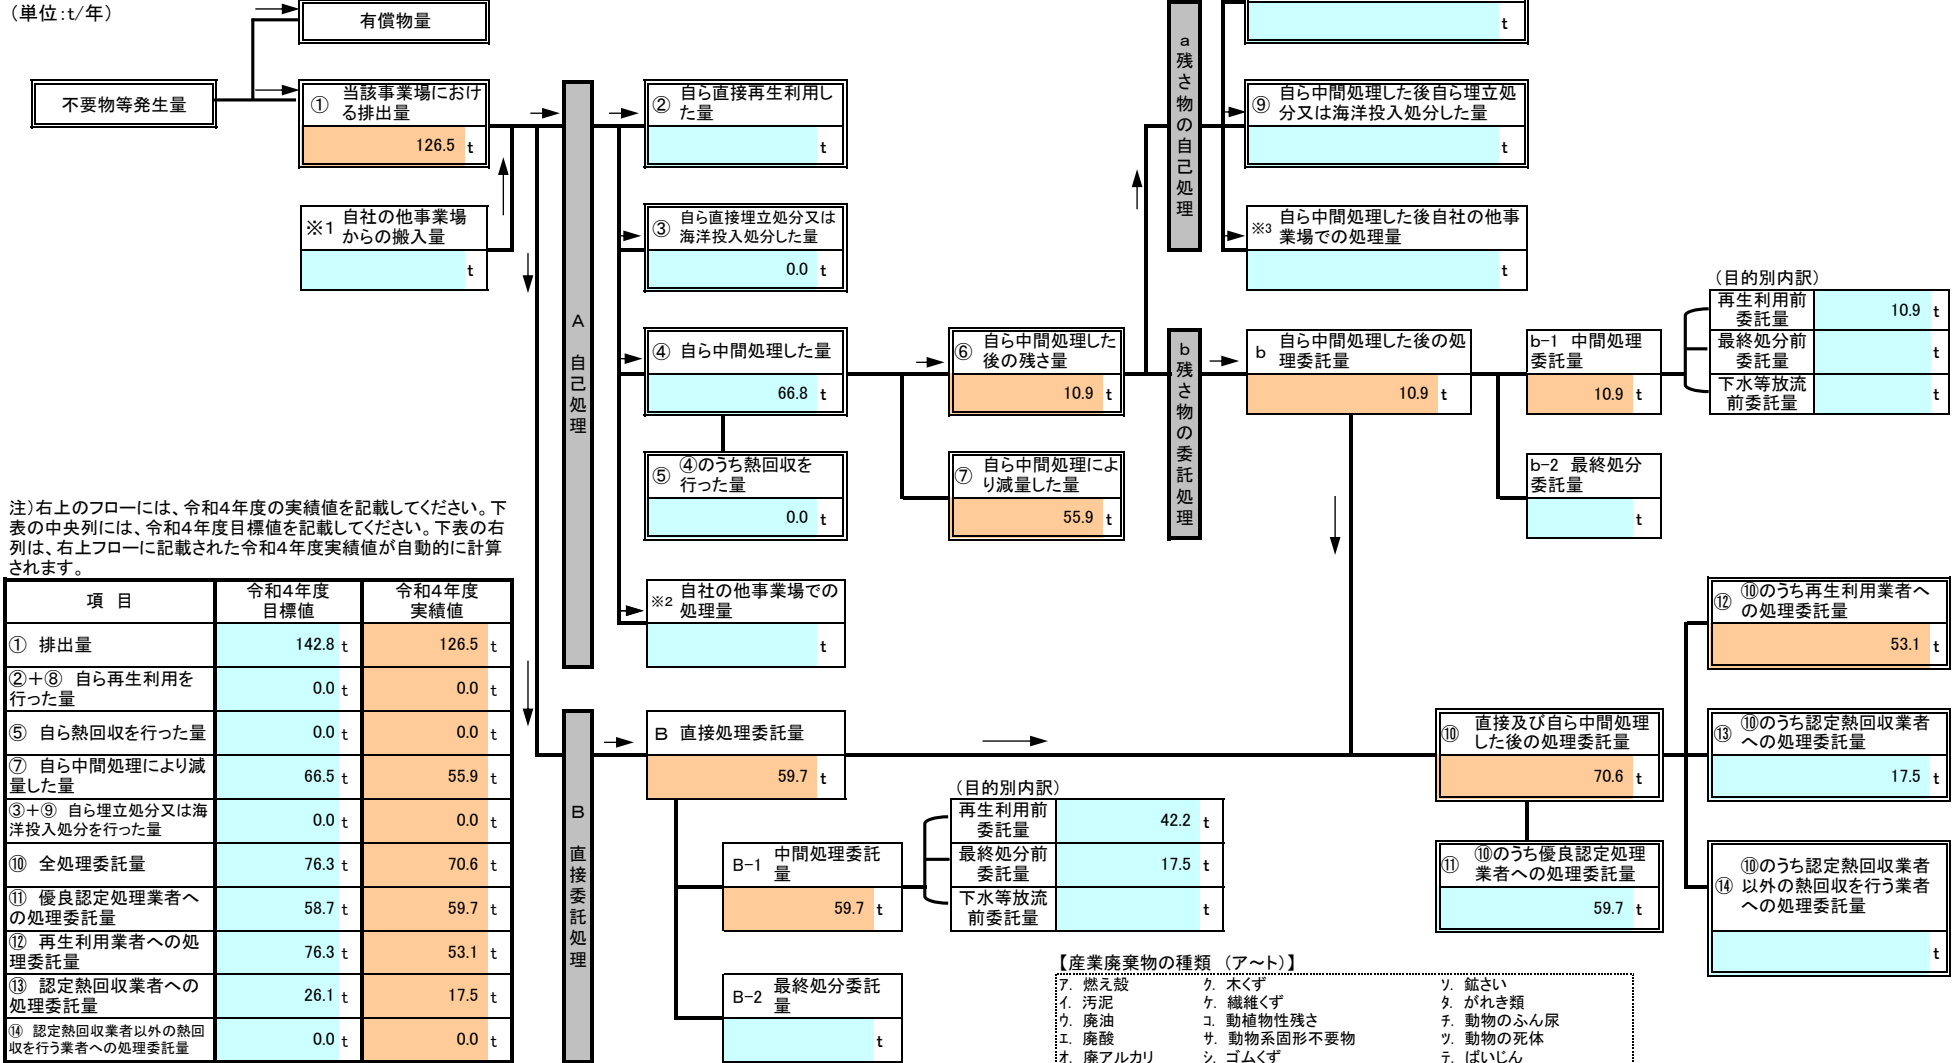 （単位：t/年）
有償物量
不要物等発生量
① 当該事業場におけ
る排出量
126.5 t
※1 自社の他事業場
からの搬入量
t
A 自己処理
② 自ら直接再生利用し
た量
t
③ 自ら直接埋立処分又は
海洋投入処分した量
0.0 t
④ 自ら中間処理した量
66.8 t
⑤ ④のうち熱回収を
行った量
0.0 t
※2 自社の他事業場での
処理量
t
⑥ 自ら中間処理した
後の残さ量
10.9 t
⑦ 自ら中間処理によ
り減量した量
55.9 t
a 残さ物の自己処理
t
⑨ 自ら中間処理した後自ら埋立処
分又は海洋投入処分した量
t
※3 自ら中間処理した後自社の他事
業場での処理量
t
b 残さ物の委託処理
b 自ら中間処理した後の処
理委託量
10.9 t
b-1 中間処理
委託量
10.9 t
b-2 最終処分
委託量
t
（目的別内訳）
再生利用前
委託量
10.9 t
最終処分前
委託量
t
下水等放流
前委託量
t
注）右上のフローには、令和4年度の実績値を記載してください。下
表の中央列には、令和4年度目標値を記載してください。下表の右
列は、右上フローに記載された令和4年度実績値が自動的に計算
されます。
項 目 令和4年度 目標値 令和4年度 実績値
① 排出量 142.8 t 126.5 t
②＋⑧ 自ら再生利用を
行った量 0.0 t 0.0 t
⑤ 自ら熱回収を行った量 0.0 t 0.0 t
⑦ 自ら中間処理により減
量した量 66.5 t 55.9 t
③＋⑨ 自ら埋立処分又は海
洋投入処分を行った量 0.0 t 0.0 t
⑩ 全処理委託量 76.3 t 70.6 t
⑪ 優良認定処理業者へ
の処理委託量 58.7 t 59.7 t
⑫ 再生利用業者への処
理委託量 76.3 t 53.1 t
⑬ 認定熱回収業者への
処理委託量 26.1 t 17.5 t
⑭ 認定熱回収業者以外の熱回
収を行う業者への処理委託量 0.0 t 0.0 t
B 直接委託処理
B 直接処理委託量
59.7 t
B-1 中間処理委託
量
59.7 t
B-2 最終処分委託
量
t
（目的別内訳）
再生利用前
委託量
42.2 t
最終処分前
委託量
17.5 t
下水等放流
前委託量
t
⑩ 直接及び自ら中間処理
した後の処理委託量
70.6 t
⑪ ⑩のうち優良認定処理
業者への処理委託量
59.7 t
⑫ ⑩のうち再生利用業者へ
の処理委託量
53.1 t
⑬ ⑩のうち認定熱回収業者
への処理委託量
17.5 t
⑭ ⑩のうち認定熱回収業者
以外の熱回収を行う業者
への処理委託量
t
【産業廃棄物の種類 （ア～ト）】
ア. 燃え殻 ク. 木くず ソ. 鉱さい
イ. 汚泥 ケ. 繊維くず タ. がれき類
ウ. 廃油 コ. 動植物性残さ チ. 動物のふん尿
エ. 廃酸 サ. 動物系固形不要物 ツ. 動物の死体
オ. 廃アルカリ シ. ゴムくず テ. ばいじん